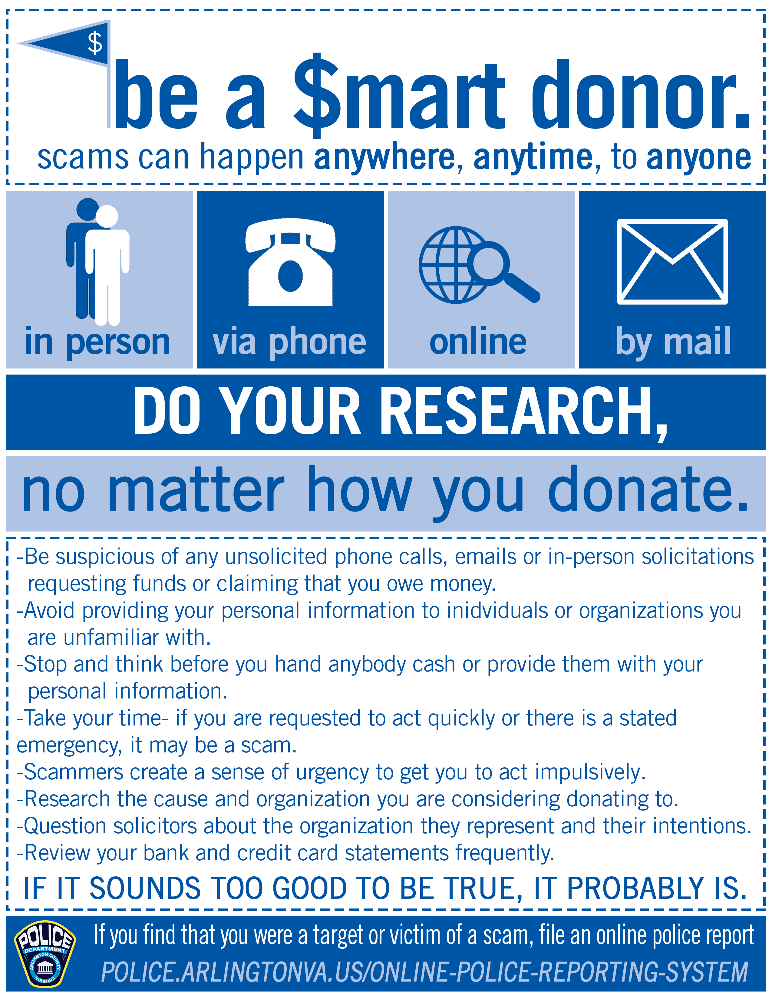 $
be a $mart donor.
scams can happen anywhere, anytime, to anyone
in person
via phone
online
by mail
DO YOUR RESEARCH,
no matter how you donate.
-Be suspicious of any unsolicited phone calls, emails or in-person solicitations
requesting funds or claiming that you owe money.
-Avoid providing your personal information to inidviduals or organizations you
are unfamiliar with.
-Stop and think before you hand anybody cash or provide them with your
personal information.
-Take your time- if you are requested to act quickly or there is a stated
emergency, it may be a scam.
-Scammers create a sense of urgency to get you to act impulsively.
-Research the cause and organization you are considering donating to.
-Question solicitors about the organization they represent and their intentions.
-Review your bank and credit card statements frequently.
IF IT SOUNDS TOO GOOD TO BE TRUE, IT PROBABLY IS.
POLICE
DEPARTMENT
ARLINGTON COUNTY
VIRGINIA
If you find that you were a target or victim of a scam, file an online police report
POLICE.ARLINGTONVA.US/ONLINE-POLICE-REPORTING-SYSTEM